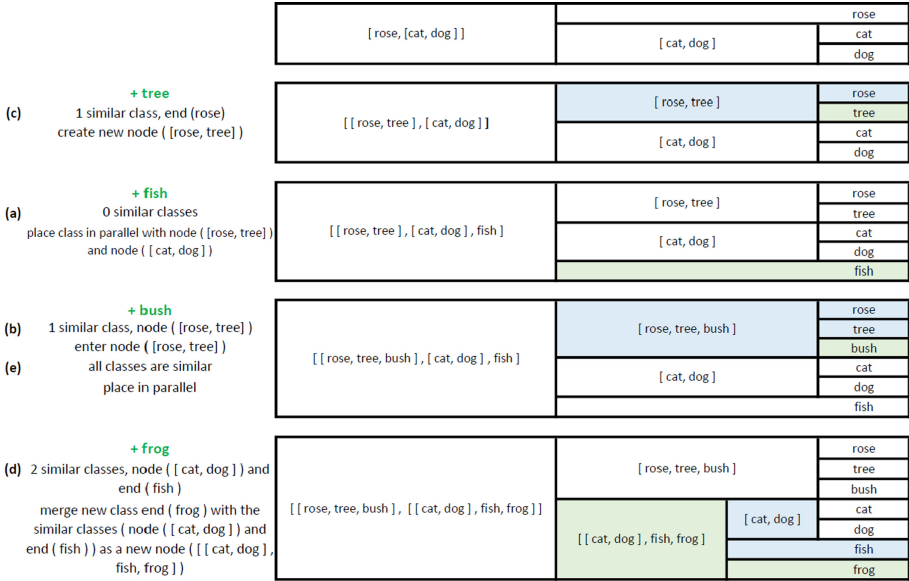 [ rose, [cat, dog ] ]
[ cat, dog ]
rose
cat
dog
(c)
+ tree
1 similar class, end (rose)
create new node ( [rose, tree] )
[ [ rose, tree ] , [ cat, dog ] ]
[ rose, tree ]
[ cat, dog ]
rose
tree
cat
dog
(a)
+ fish
0 similar classes
place class in parallel with node ( [rose, tree] )
and node ( [ cat, dog ] )
[ [ rose, tree ] , [ cat, dog ] , fish ]
[ rose, tree ]
[ cat, dog ]
rose
tree
cat
dog
fish
(b)
+ bush
1 similar class, node ( [rose, tree] )
enter node ( [rose, tree] )
(e)
all classes are similar
place in parallel
[ [ rose, tree, bush ] , [ cat, dog ] , fish ]
[ rose, tree, bush ]
[ cat, dog ]
rose
tree
bush
cat
dog
fish
(d)
+ frog
2 similar classes, node ( [ cat, dog ] ) and
end ( fish )
merge new class end ( frog ) with the
similar classes ( node ( [ cat, dog ] ) and
end ( fish ) ) as a new node ( [ [ cat, dog ] ,
fish, frog ] )
[ [ rose, tree, bush ] , [ [ cat, dog ] , fish, frog ] ]
[ rose, tree, bush ]
[ [ cat, dog ] , fish, frog ]
[ cat, dog ]
rose
tree
bush
cat
dog
fish
frog